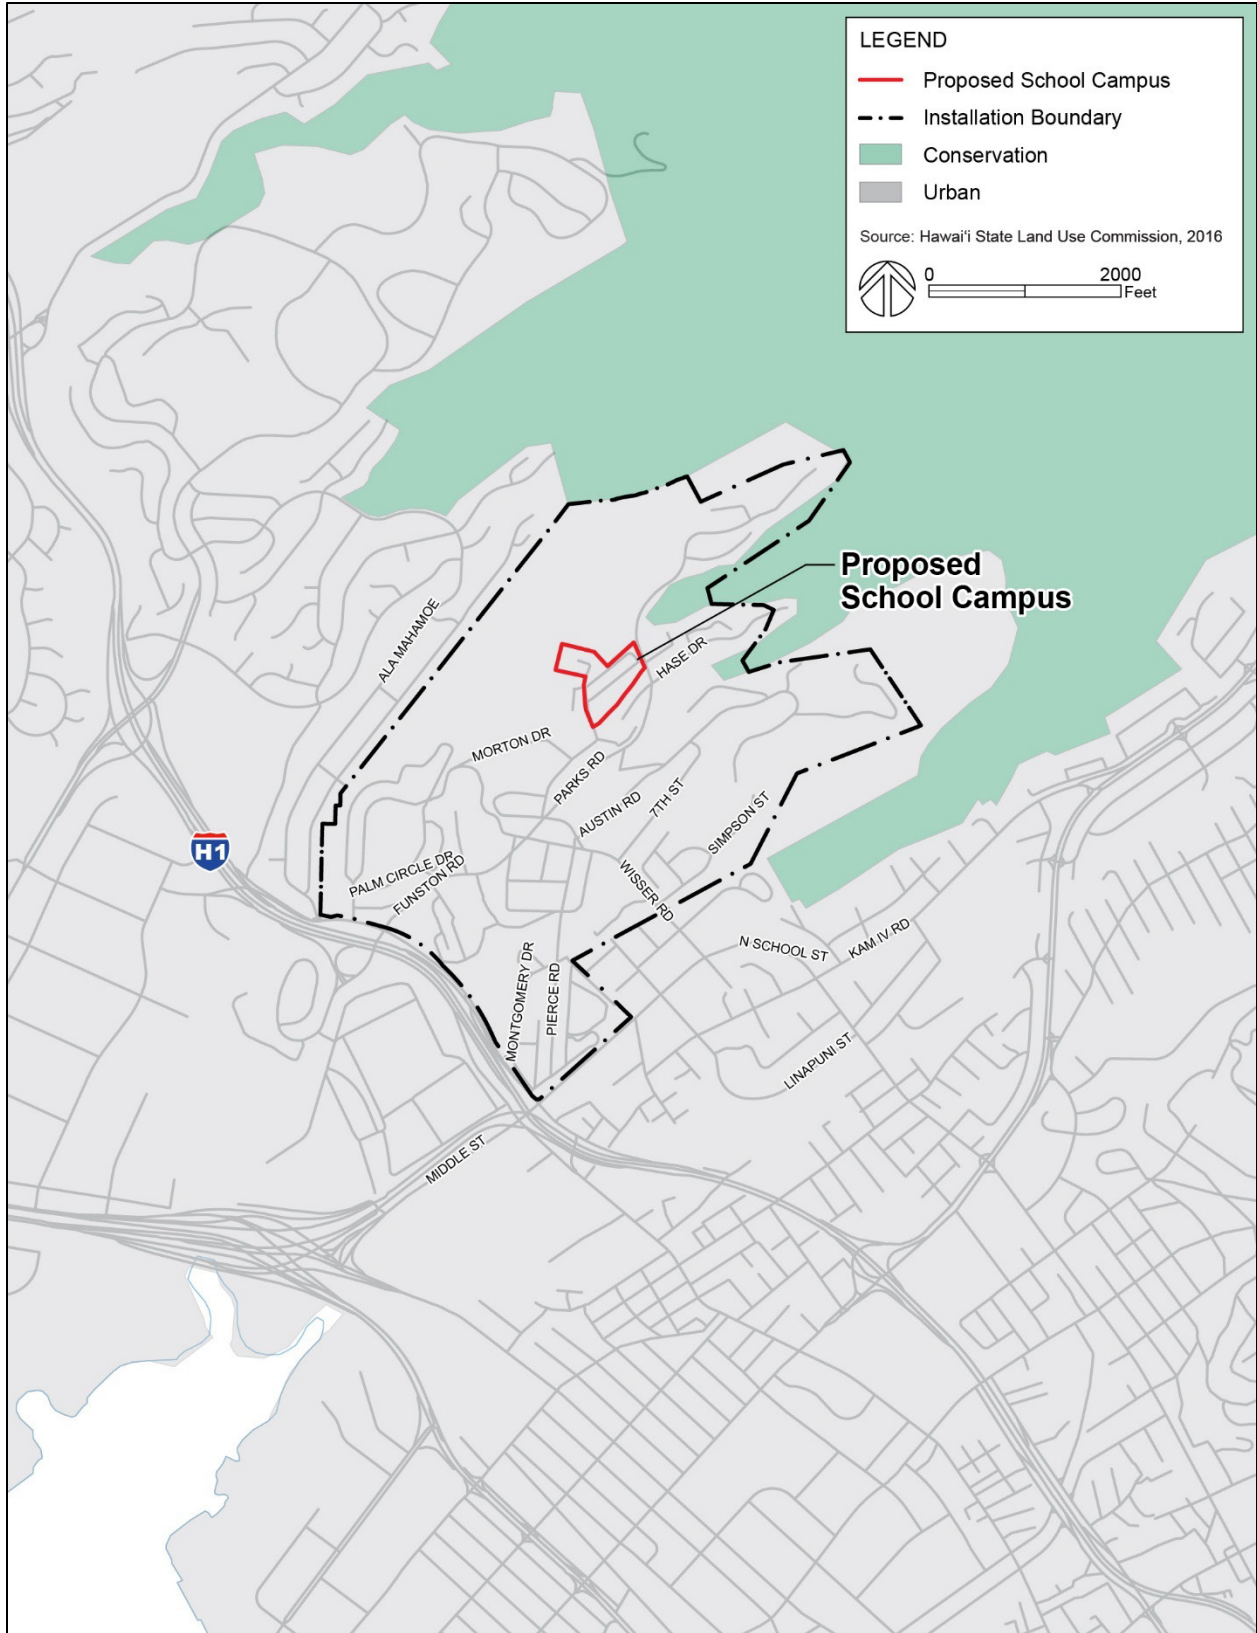 LEGEND
Proposed School Campus
Installation Boundary
Conservation
Urban
Source: Hawaiʻi State Land Use Commission, 2016
0 2000
Feet
Proposed
School Campus
ALA MAHAMOE
HASE DR
MORTON DR
PARKS RD
AUSTIN RD
7TH ST
SIMPSON ST
H1
PALM CIRCLE DR
FUNSTON RD
WISSER RD
N SCHOOL ST
KAM IV RD
MONTGOMERY DR
PIERCE RD
LINAPUNI ST
MIDDLE ST